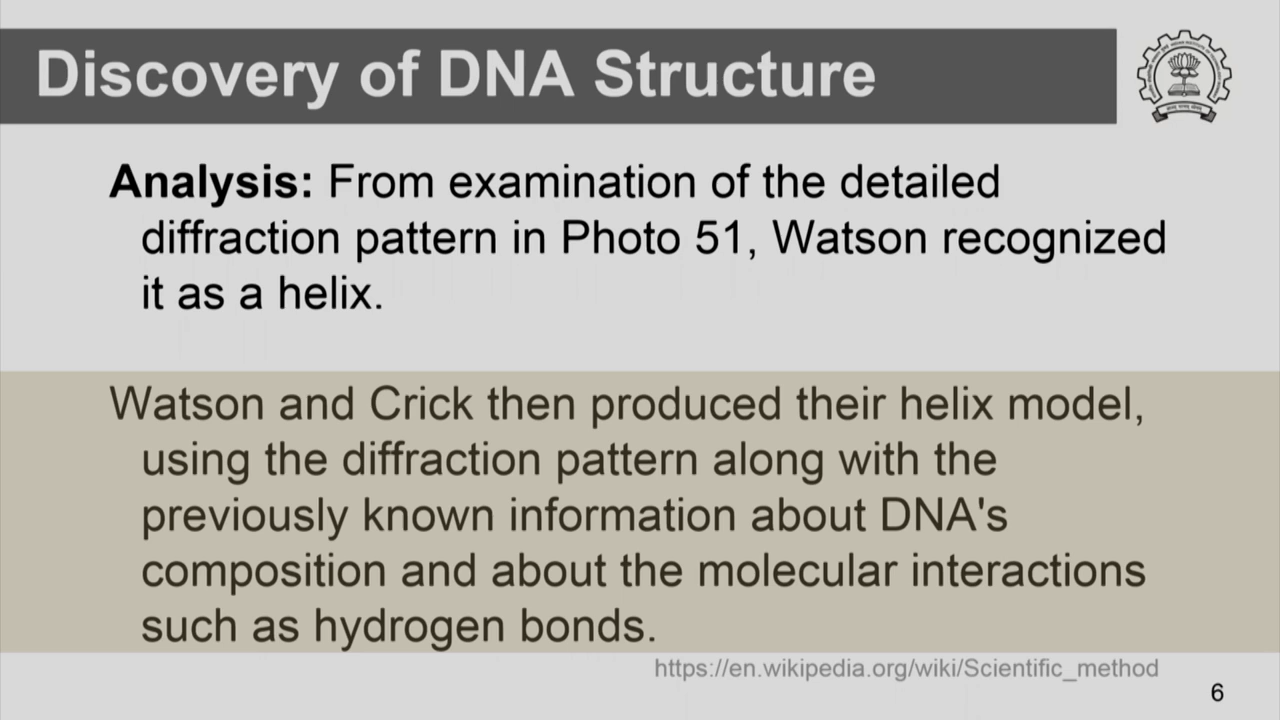 Discovery of DNA Structure
Analysis: From examination of the detailed
diffraction pattern in Photo 51, Watson recognized
it as a helix.
Watson and Crick then produced their helix model,
using the diffraction pattern along with the
previously known information about DNA's
composition and about the molecular interactions
such as hydrogen bonds.
https://en.wikipedia.org/wiki/Scientific_method
6